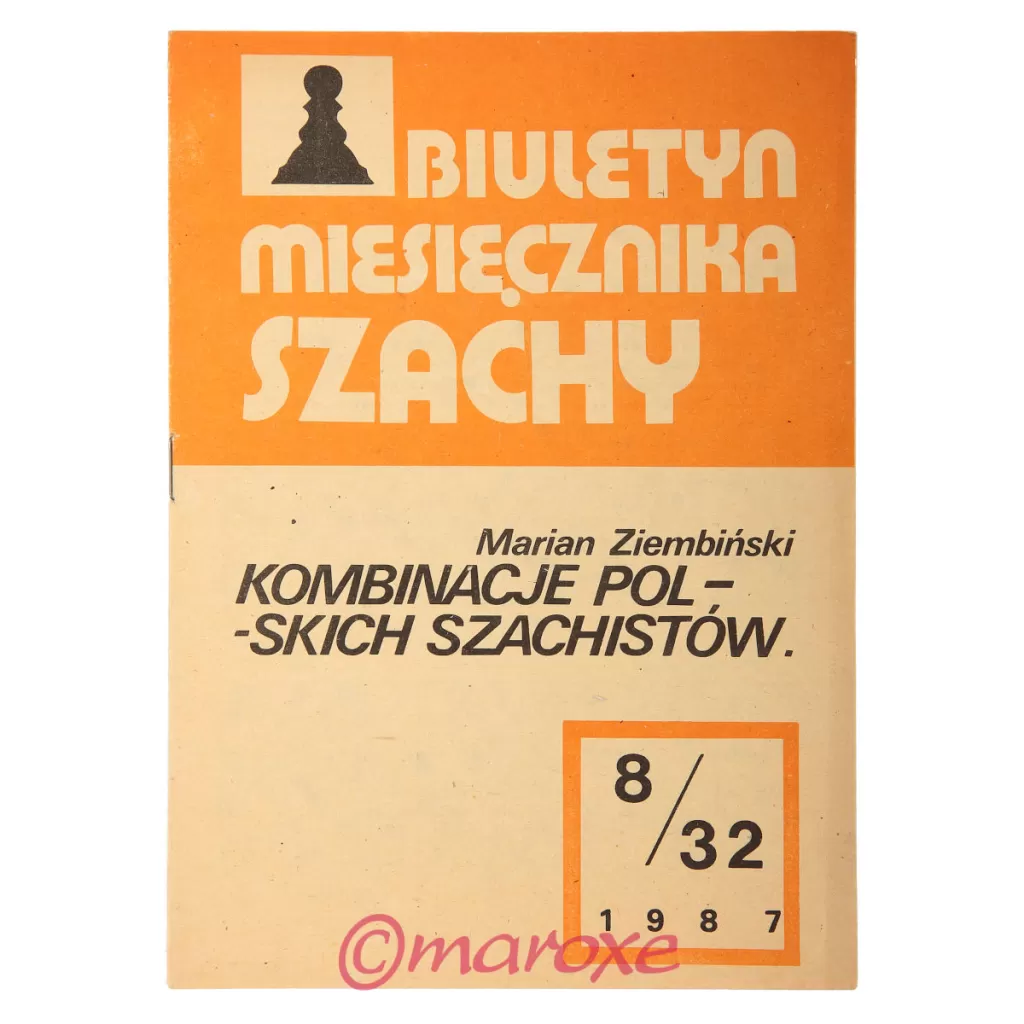 BIULETYN
MIESIĘCZNIKA
SZACHY
Marian Ziembiński
KOMBINACJE POL-
-SKICH SZACHISTÓW.
8/32
1987
©maroxe